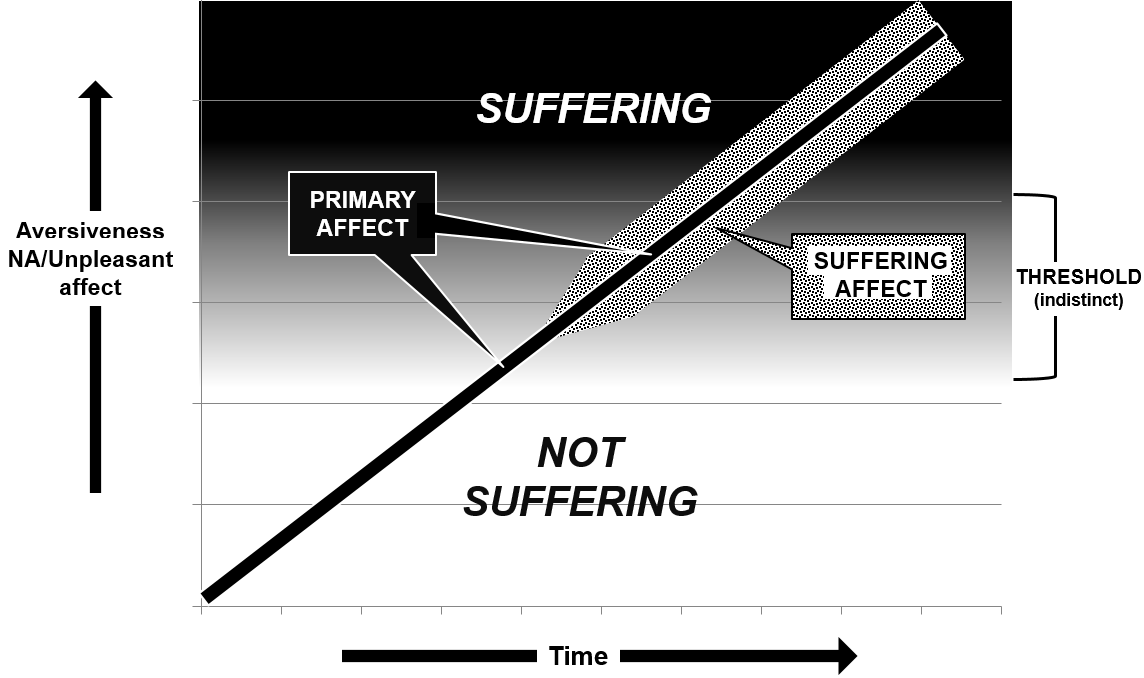 SUFFERING
PRIMARY
AFFECT
Aversiveness
NA/Unpleasant
affect
SUFFERING
AFFECT
THRESHOLD
(indistinct)
NOT
SUFFERING
Time